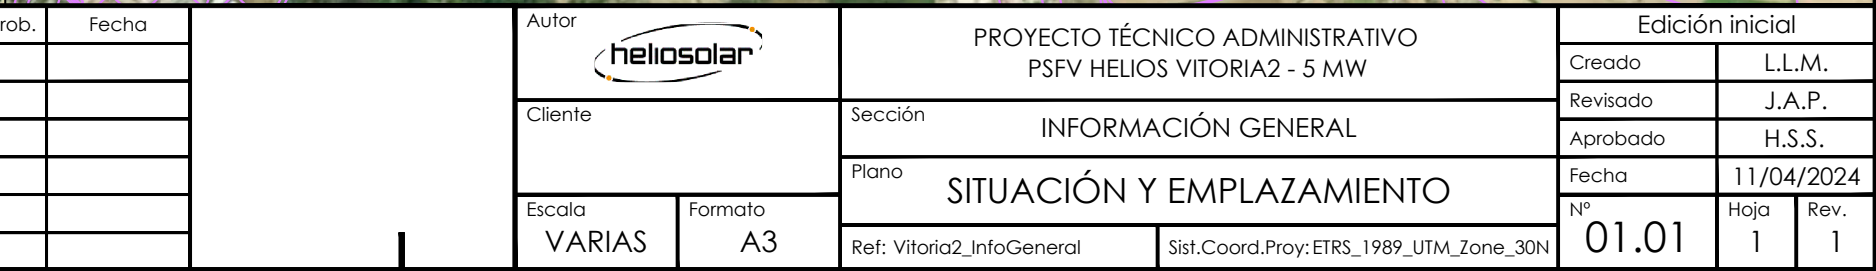 rob.
Fecha
Autor
heliosolar
Cliente
Escala
VARIAS
Formato
A3
PROYECTO TÉCNICO ADMINISTRATIVO
PSFV HELIOS VITORIA2 - 5 MW
Sección
INFORMACIÓN GENERAL
Plano
SITUACIÓN Y EMPLAZAMIENTO
Ref: Vitoria2_InfoGeneral
Sist.Coord.Proy: ETRS_1989_UTM_Zone_30N
Edición inicial
Creado
L.L.M.
Revisado
J.A.P.
Aprobado
H.S.S.
Fecha
11/04/2024
Nº
01.01
Hoja
1
Rev.
1